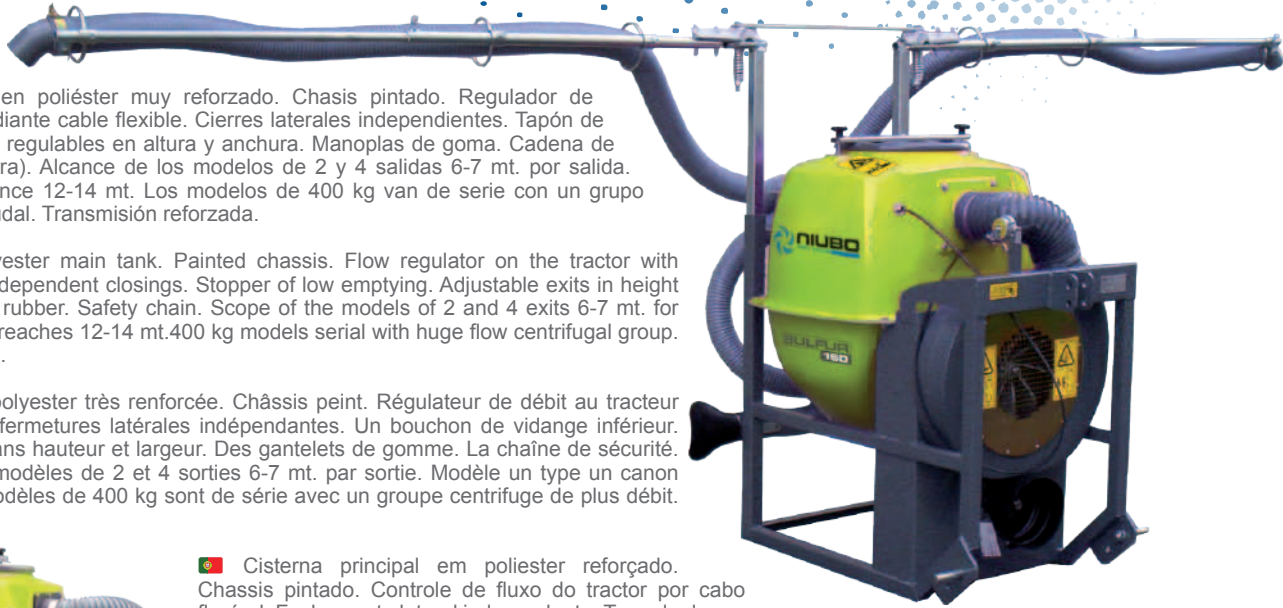 en poliéster muy reforzado. Chasis pintado. Regulador de
diante cable flexible. Cierres laterales independientes. Tapón de
regulables en altura y anchura. Manoplas de goma. Cadena de
ra). Alcance de los modelos de 2 y 4 salidas 6-7 mt. por salida.
nce 12-14 mt. Los modelos de 400 kg van de serie con un grupo
udal. Transmisión reforzada.
yester main tank. Painted chassis. Flow regulator on the tractor with
dependent closings. Stopper of low emptying. Adjustable exits in height
rubber. Safety chain. Scope of the models of 2 and 4 exits 6-7 mt. for
reaches 12-14 mt.400 kg models serial with huge flow centrifugal group.
.
polyester très renforcée. Châssis peint. Régulateur de débit au tracteur
fermetures latérales indépendantes. Un bouchon de vidange inférieur.
ans hauteur et largeur. Des gantelets de gomme. La chaîne de sécurité.
modèles de 2 et 4 sorties 6-7 mt. par sortie. Modèle un type un canon
odèles de 400 kg sont de série avec un groupe centrifuge de plus débit.
Cisterna principal em poliester reforçado.
Chassis pintado. Controle de fluxo do tractor por cabo
NIUBO
SULFUR
150